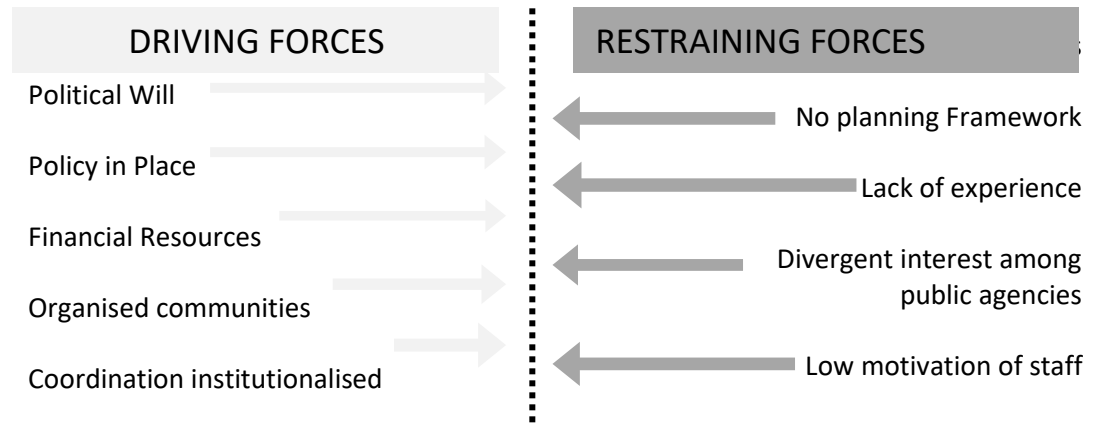 DRIVING FORCES
Political Will
Policy in Place
Financial Resources
Organised communities
Coordination institutionalised
RESTRAINING FORCES
No planning Framework
Lack of experience
Divergent interest among
public agencies
Low motivation of staff